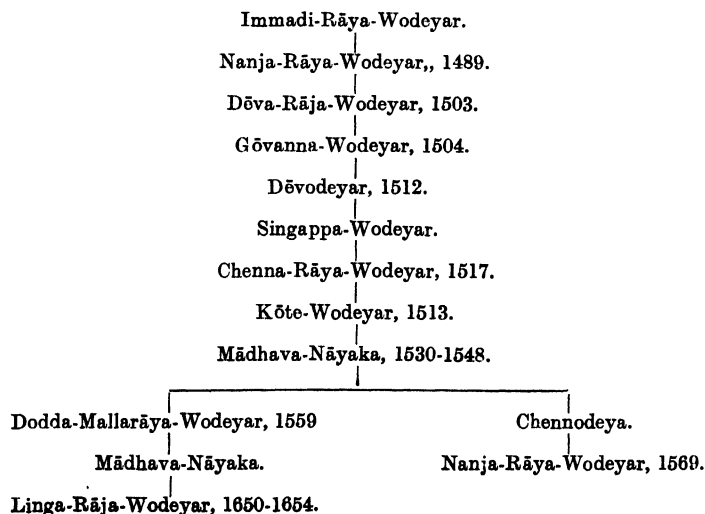 Immadi-Rāya-Wodeyar.
Nanja-Rāya-Wodeyar,, 1489.
Dēva-Rāja-Wodeyar, 1503.
Gōvanna-Wodeyar, 1504.
Dēvodeyar, 1512.
Singappa-Wodeyar.
Chenna-Rāya-Wodeyar, 1517.
Kōte-Wodeyar, 1513.
Mādhava-Nāyaka, 1530-1548.
Dodda-Mallarāya-Wodeyar, 1559 Chennodeya.
Mādhava-Nāyaka. Nanja-Rāya-Wodeyar, 1569.
Linga-Rāja-Wodeyar, 1650-1654.